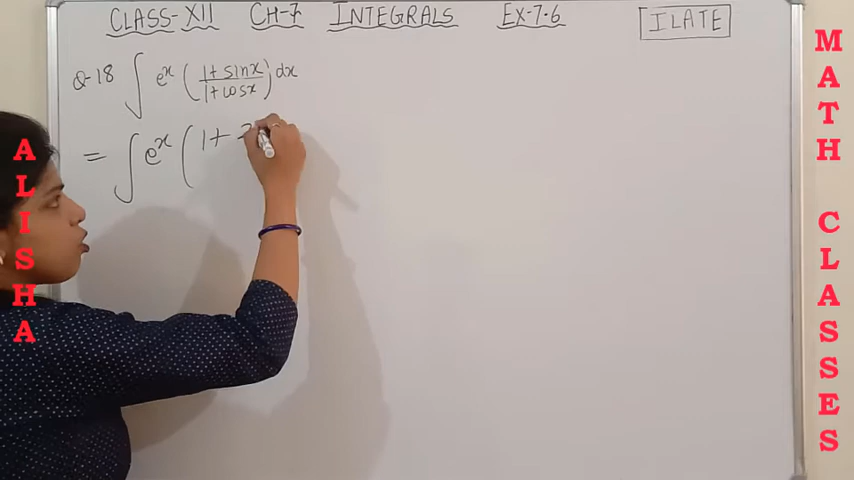 CLASS-XII CH-7 INTEGRALS EX-7.6 ILATE
Q-18 ∫ eˣ (1+sinx / 1+cosx) dx
= ∫ eˣ (1+ 2
ALISHA
MATH CLASSES